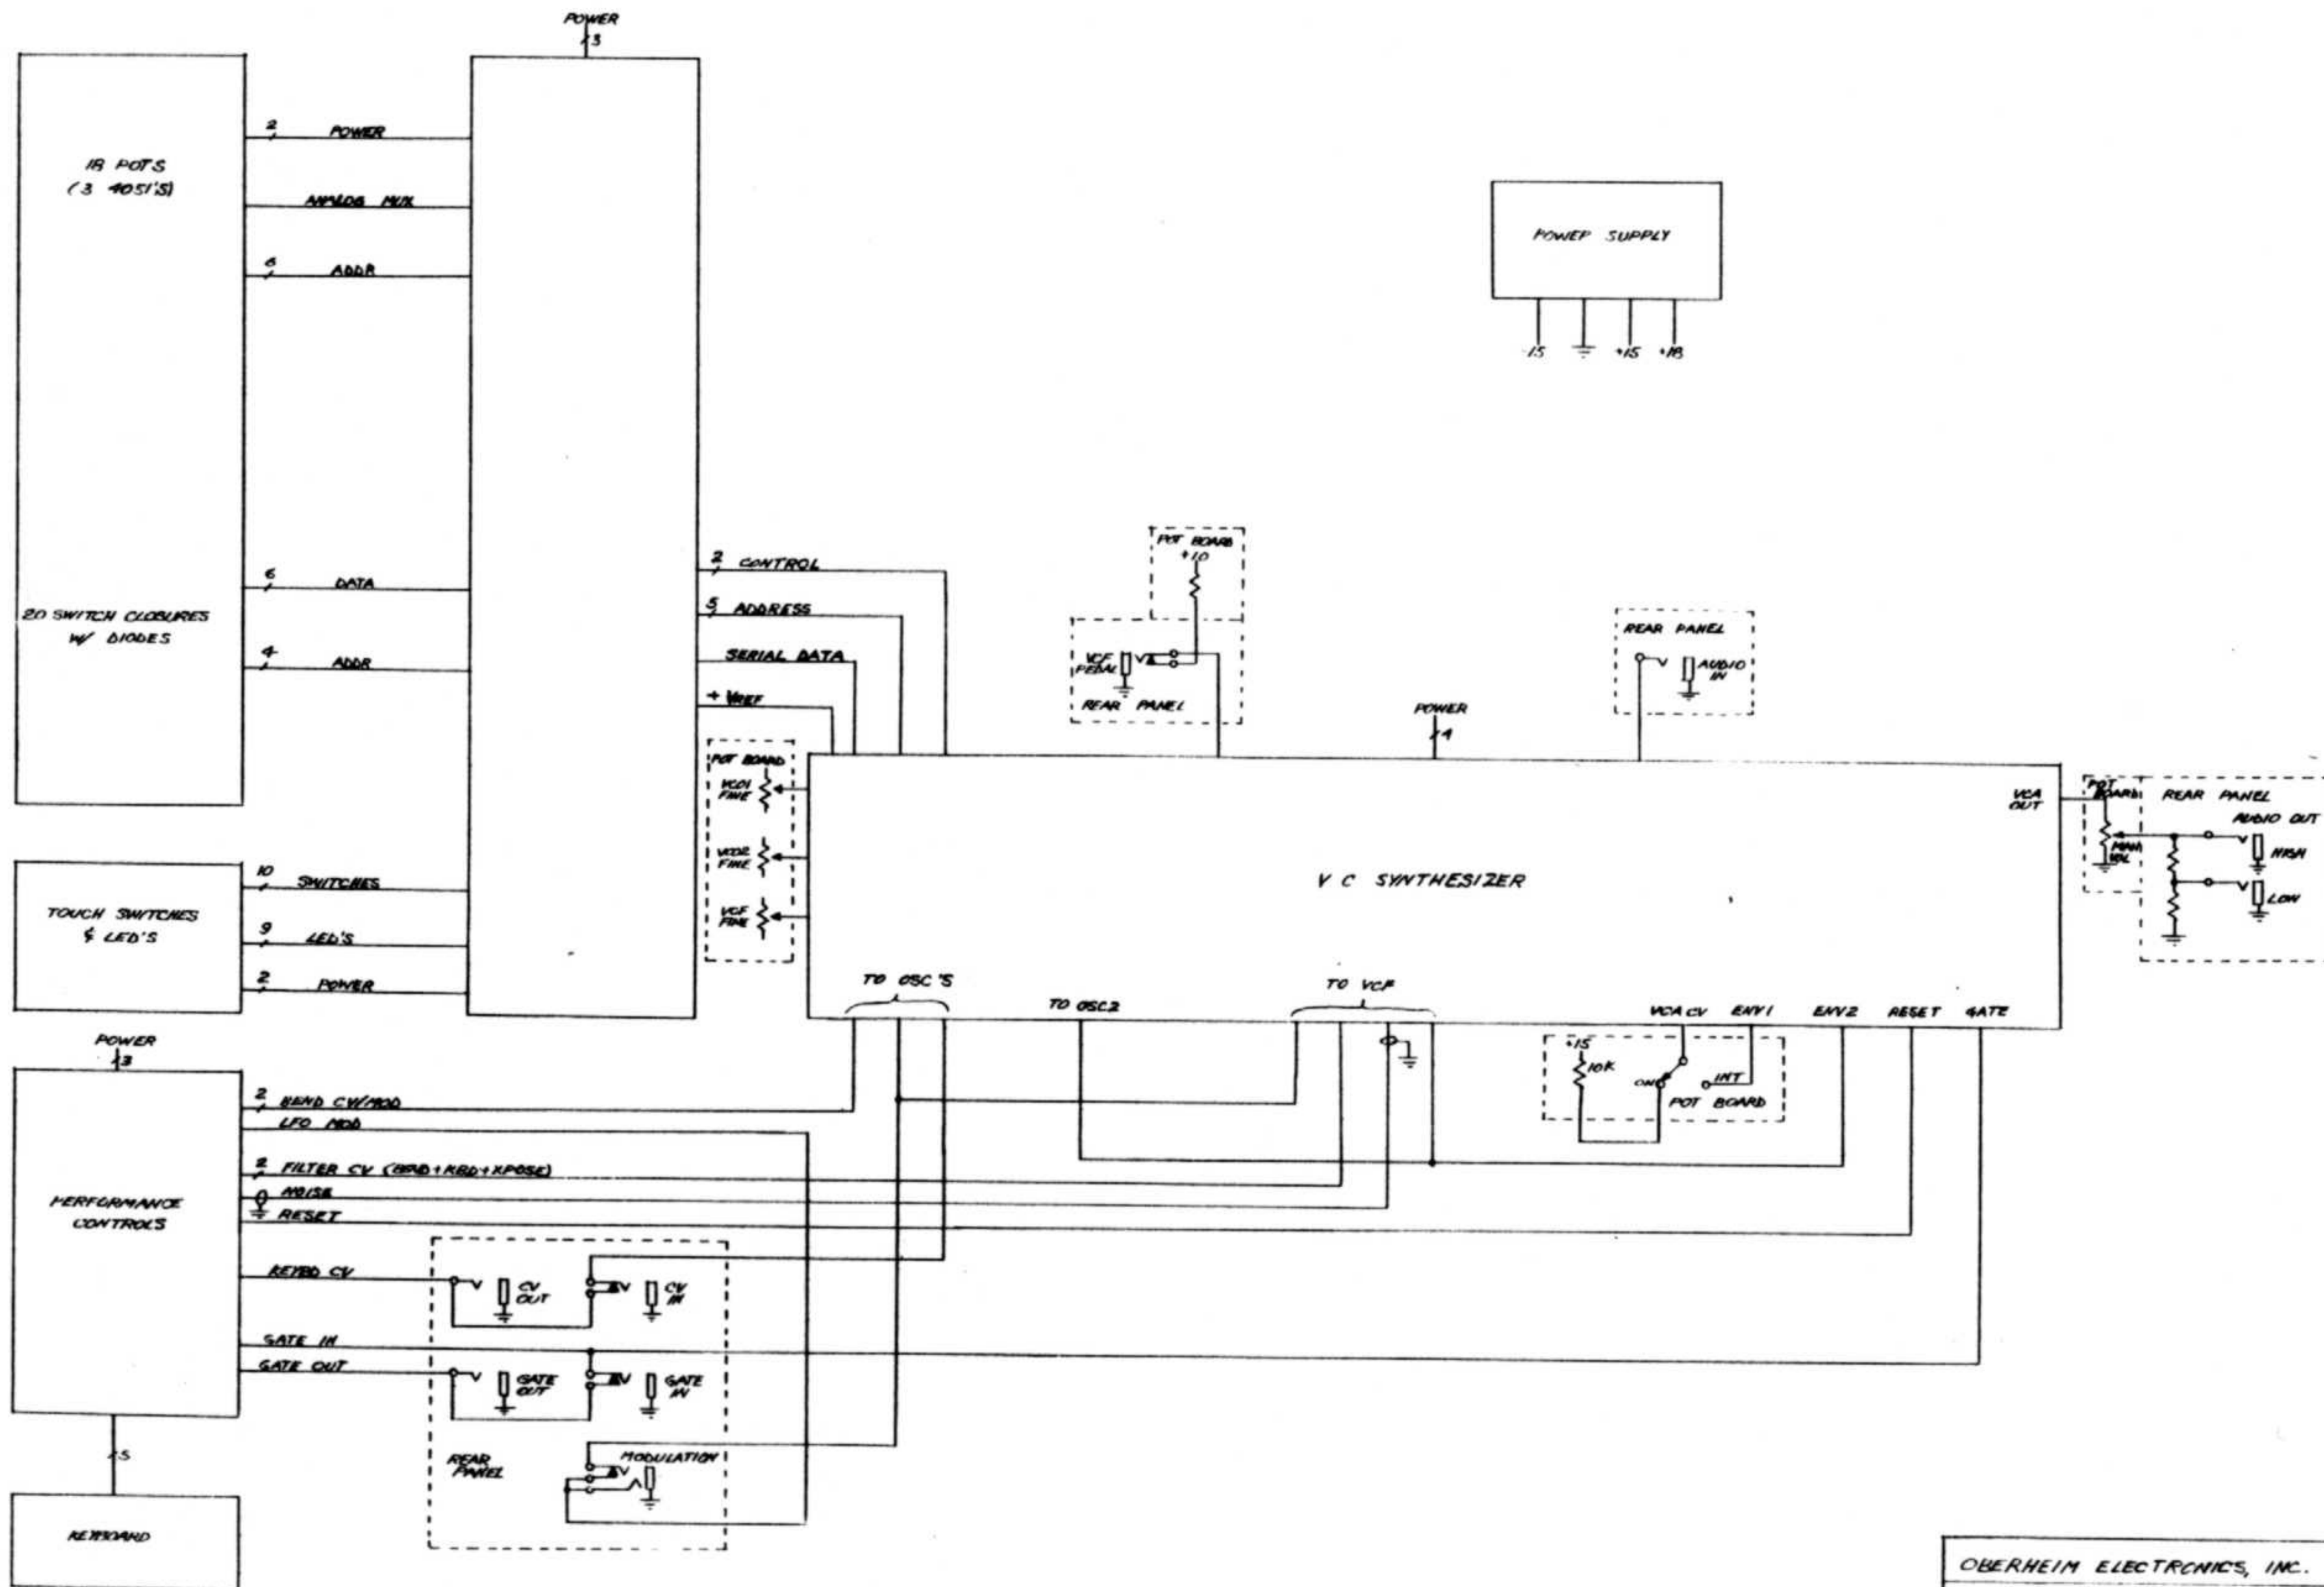 POWER
3
18 POTS
(3 4051'S)
2 POWER
ANALOG MUX
6 ADDR
6 DATA
20 SWITCH CLOSURES
W/ DIODES
4 ADDR
POWER SUPPLY
-15
+15
+18
2 CONTROL
5 ADDRESS
SERIAL DATA
+ VREF
POT BOARD
+10
VCF
PEDAL
REAR PANEL
POWER
4
REAR PANEL
AUDIO
IN
POT BOARD
VCO1
FINE
VCO2
FINE
VCF
FINE
V C SYNTHESIZER
VCA
OUT
POT
BOARD
MAN
VOL
REAR PANEL
AUDIO OUT
HIGH
LOW
10 SWITCHES
TOUCH SWITCHES
& LED'S
9 LED'S
2 POWER
TO OSC'S
TO OSC2
TO VCF
VCA CV
ENV1
ENV2
RESET
GATE
+15
10K
ON
INT
POT BOARD
POWER
3
2 BEND CV/MOD
LFO MOD
2 FILTER CV (BEND+KBD+XPOSE)
NOISE
RESET
PERFORMANCE
CONTROLS
KEYBD CV
CV
OUT
CV
IN
GATE IN
GATE OUT
GATE
OUT
GATE
IN
REAR
PANEL
MODULATION
5
KEYBOARD
OBERHEIM ELECTRONICS, INC.